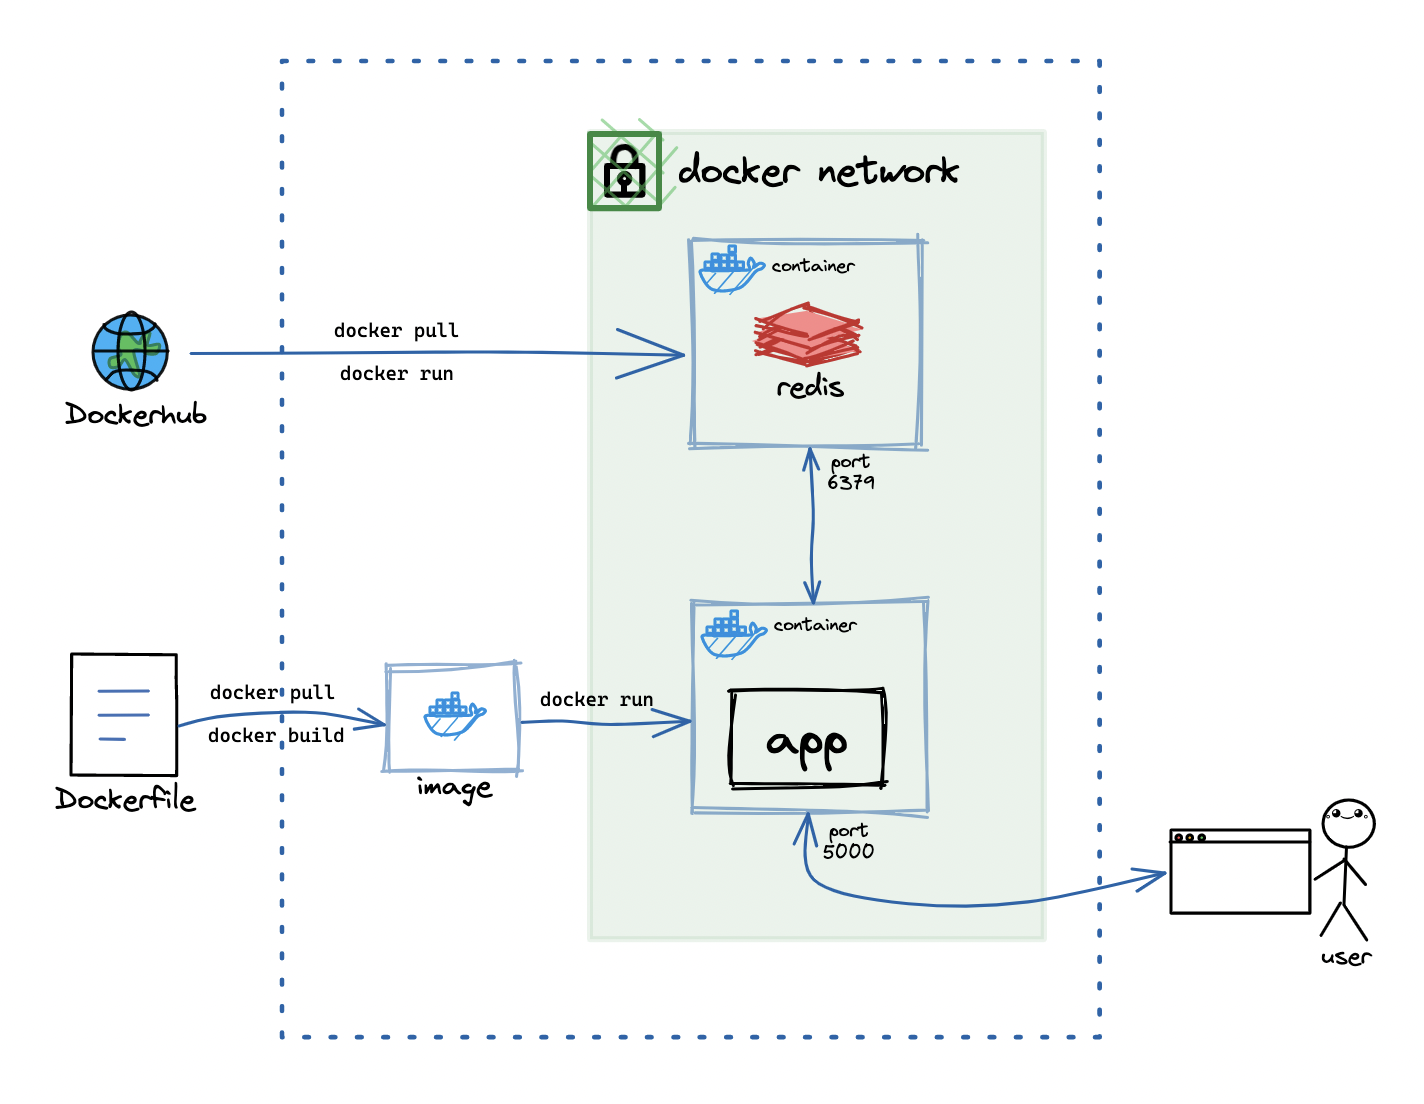 docker network
container
docker pull
docker run
redis
Dockerhub
port
6379
container
docker pull
docker run
docker build
app
image
Dockerfile
port
5000
user